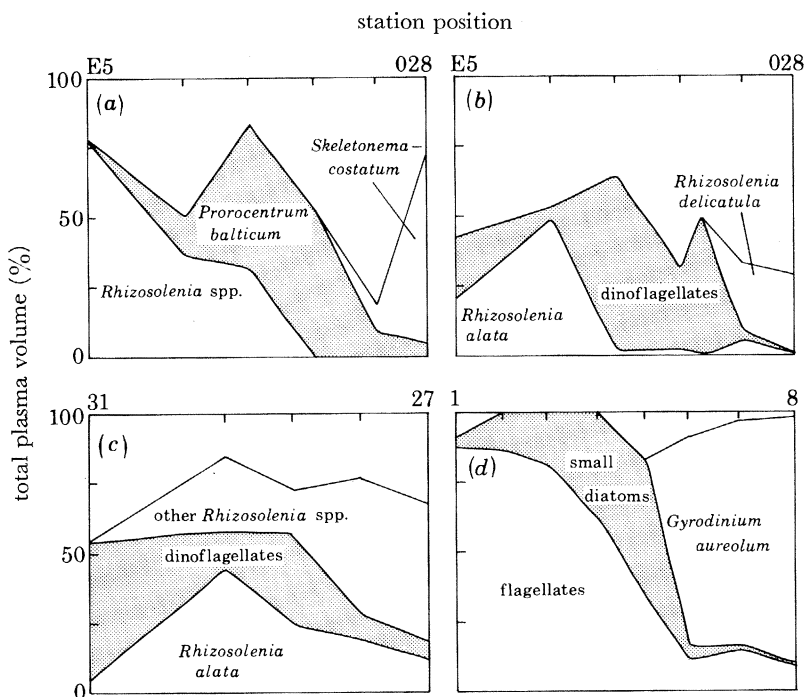 station position
total plasma volume (%)
E5 028
100
50
0
(a)
Skeletonema
costatum
Prorocentrum
balticum
Rhizosolenia spp.
E5 028
(b)
Rhizosolenia
delicatula
dinoflagellates
Rhizosolenia
alata
31 27
100
50
0
(c)
other Rhizosolenia spp.
dinoflagellates
Rhizosolenia
alata
1 8
(d)
small
diatoms
Gyrodinium
aureolum
flagellates